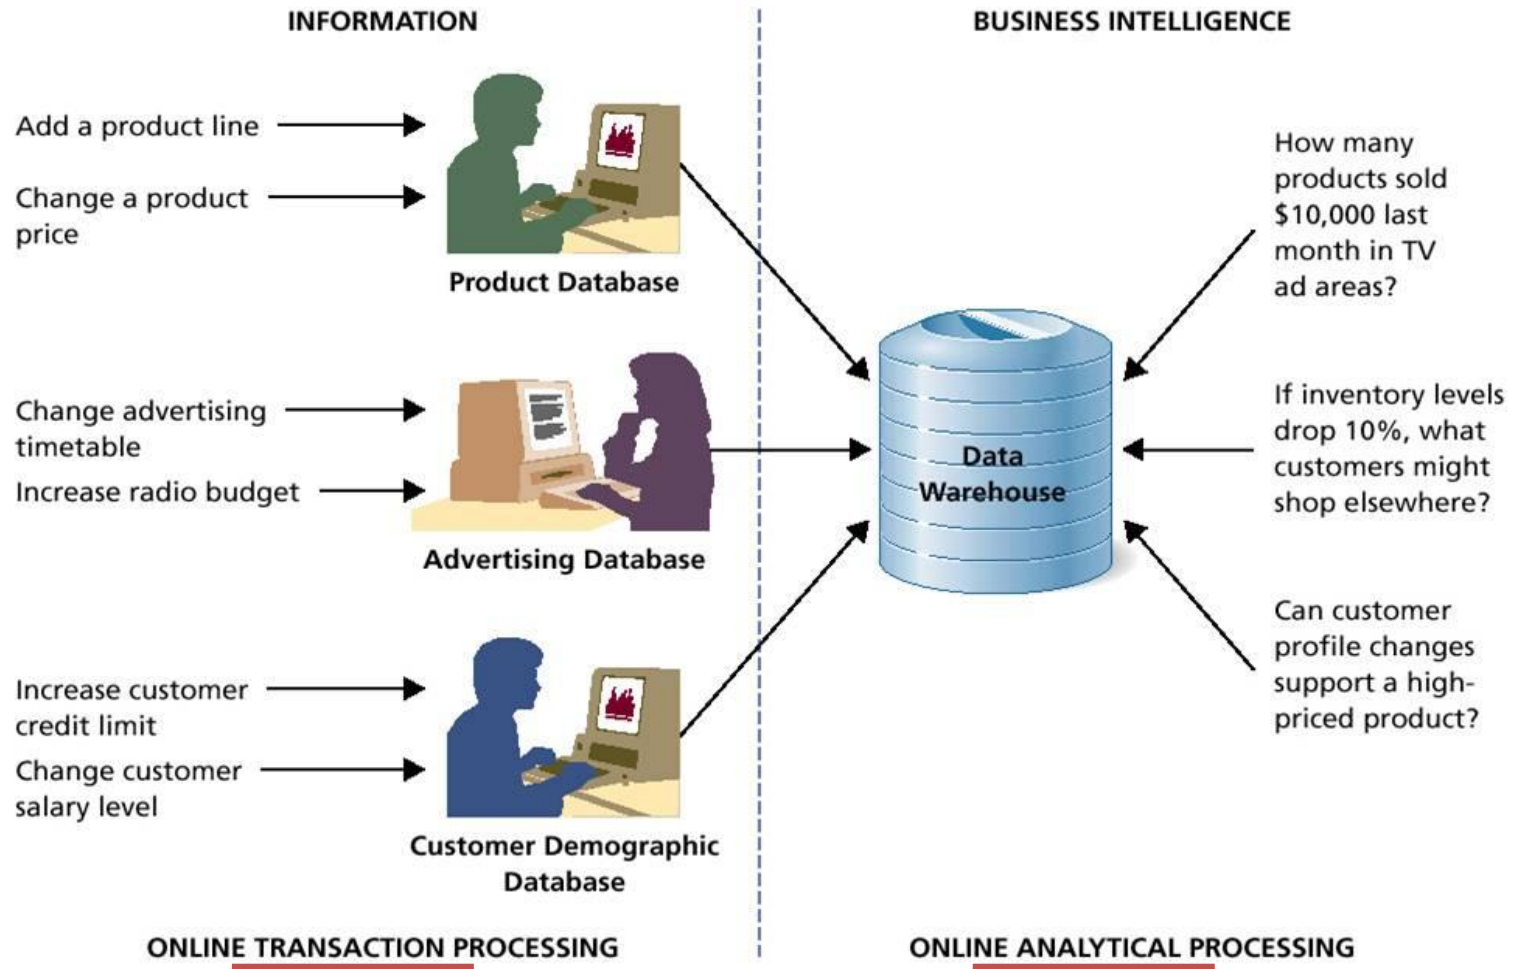 INFORMATION
BUSINESS INTELLIGENCE
Add a product line
Change a product
price
Product Database
Change advertising
timetable
Increase radio budget
Advertising Database
Increase customer
credit limit
Change customer
salary level
Customer Demographic
Database
Data
Warehouse
How many
products sold
$10,000 last
month in TV
ad areas?
If inventory levels
drop 10%, what
customers might
shop elsewhere?
Can customer
profile changes
support a high-
priced product?
ONLINE TRANSACTION PROCESSING
ONLINE ANALYTICAL PROCESSING